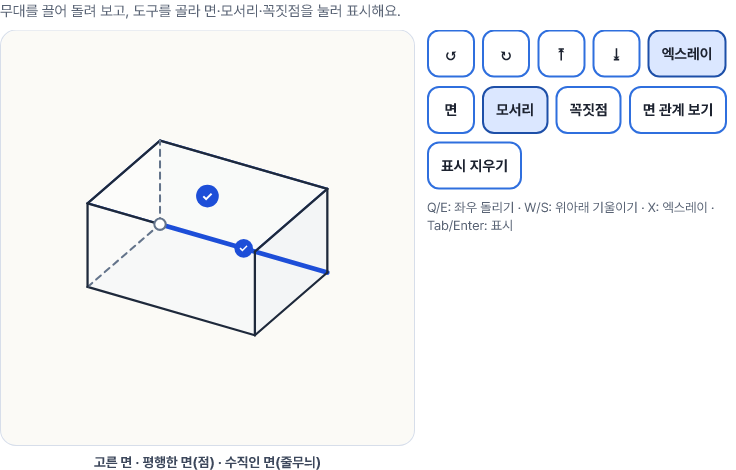 무대를 끌어 돌려 보고, 도구를 골라 면·모서리·꼭짓점을 눌러 표시해요.
↺ ↻ ⤒ ⤓ 엑스레이
면 모서리 꼭짓점 면 관계 보기
표시 지우기
Q/E: 좌우 돌리기 · W/S: 위아래 기울이기 · X: 엑스레이 ·
Tab/Enter: 표시
고른 면 · 평행한 면(점) · 수직인 면(줄무늬)